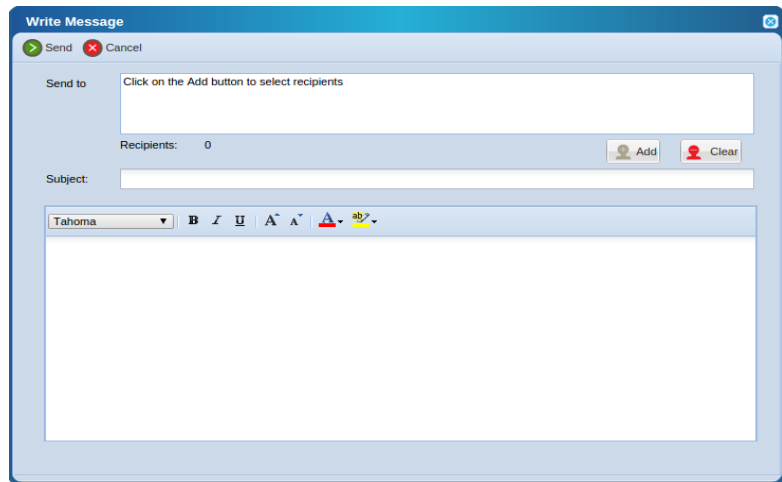 Write Message
Send Cancel
Send to
Click on the Add button to select recipients
Recipients: 0
Add Clear
Subject:
Tahoma B I U A A A ab